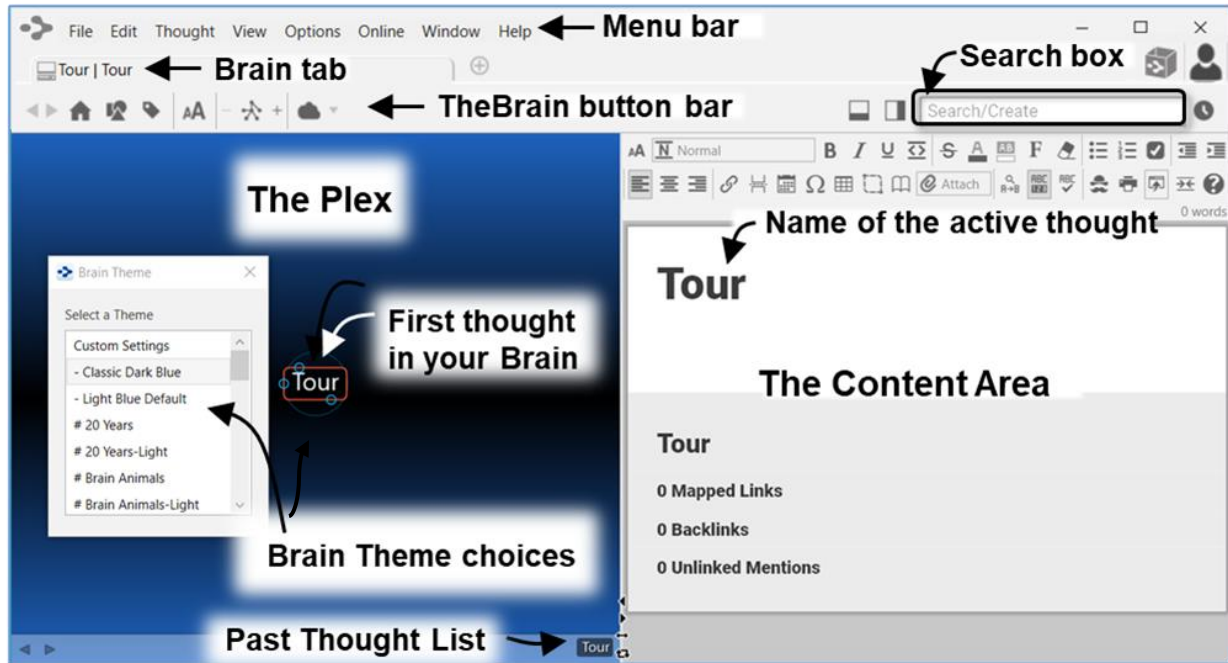 File Edit Thought View Options Online Window Help Menu bar
Tour | Tour Brain tab
Search box
TheBrain button bar
AA
Search/Create
The Plex
AA N Normal B I U S A AB F
Ω Attach A→B ABC ABC
0 words
Name of the active thought
Tour
Brain Theme
Select a Theme
Custom Settings
- Classic Dark Blue
- Light Blue Default
# 20 Years
# 20 Years-Light
# Brain Animals
# Brain Animals-Light
First thought
in your Brain
Tour
Brain Theme choices
Past Thought List
Tour
The Content Area
Tour
0 Mapped Links
0 Backlinks
0 Unlinked Mentions